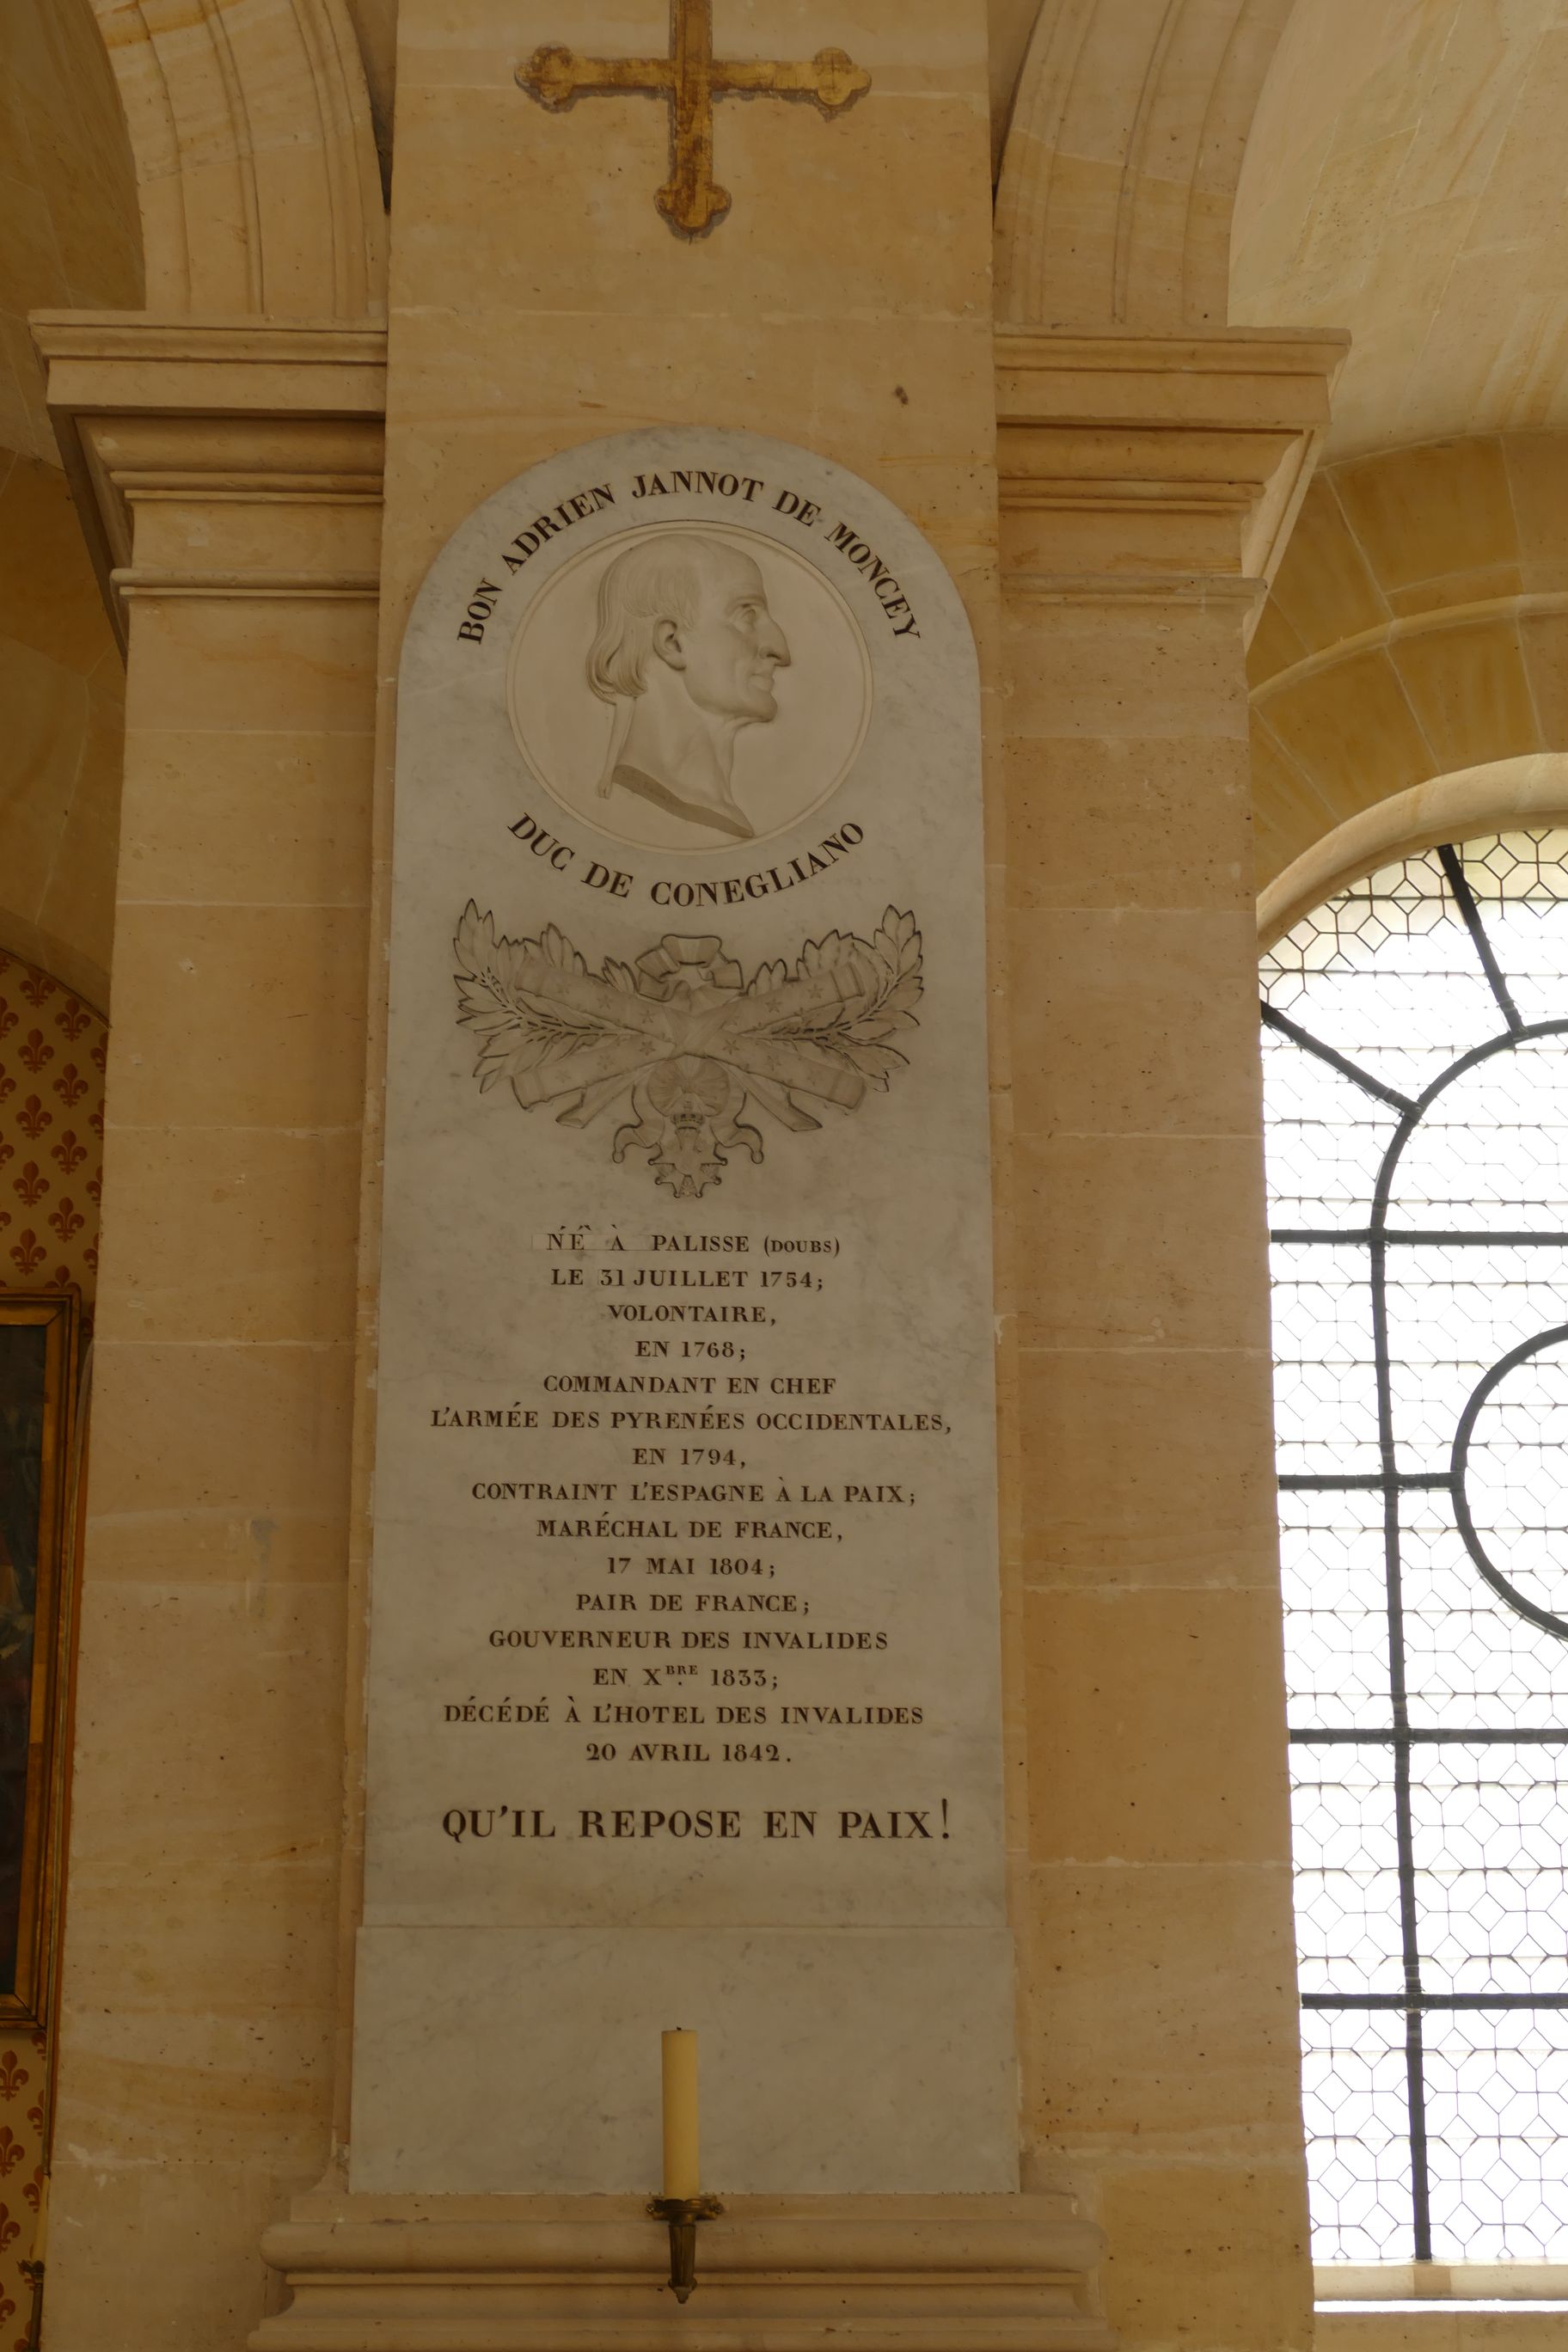 BON ADRIEN JANNOT DE MONCEY
DUC DE CONEGLIANO
NÉ À PALISSE (DOUBS)
LE 31 JUILLET 1754;
VOLONTAIRE,
EN 1768;
COMMANDANT EN CHEF
L'ARMÉE DES PYRENÉES OCCIDENTALES,
EN 1794,
CONTRAINT L'ESPAGNE À LA PAIX;
MARÉCHAL DE FRANCE,
17 MAI 1804;
PAIR DE FRANCE;
GOUVERNEUR DES INVALIDES
EN XBRE. 1833;
DÉCÉDÉ À L'HOTEL DES INVALIDES
20 AVRIL 1842.
QU'IL REPOSE EN PAIX!